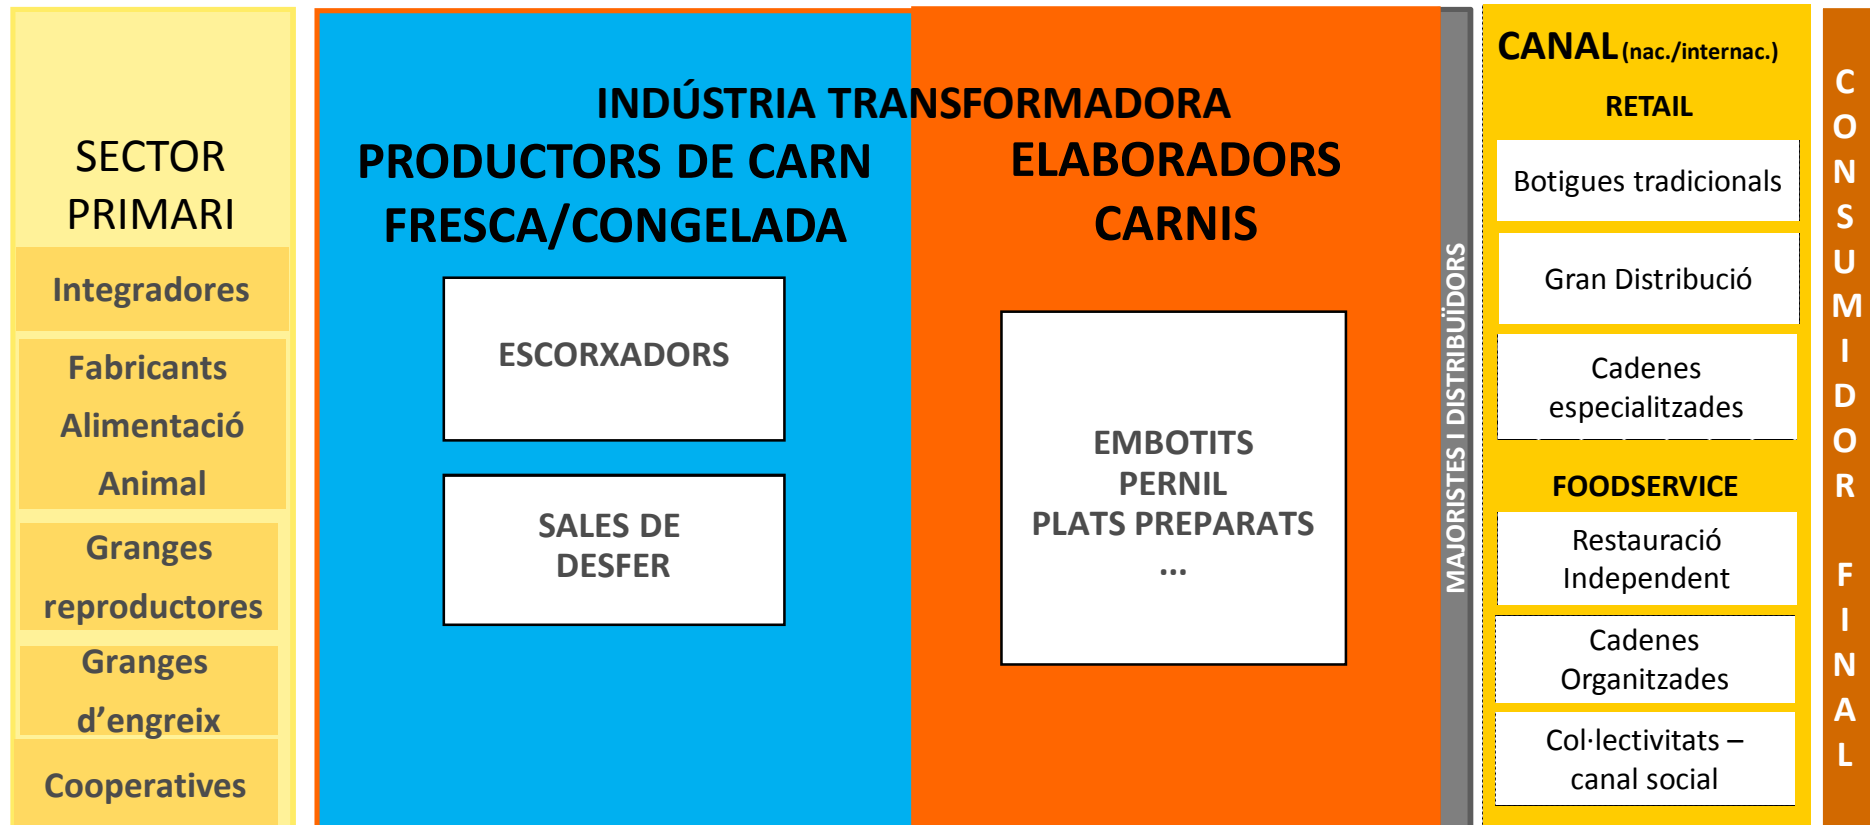 SECTOR
PRIMARI
Integradores
Fabricants
Alimentació
Animal
Granges
reproductores
Granges
d’engreix
Cooperatives
INDÚSTRIA TRANSFORMADORA
PRODUCTORS DE CARN
FRESCA/CONGELADA
ESCORXADORS
SALES DE
DESFER
ELABORADORS
CARNIS
EMBOTITS
PERNIL
PLATS PREPARATS
...
MAJORISTES I DISTRIBUÏDORS
CANAL (nac./internac.)
RETAIL
Botigues tradicionals
Gran Distribució
Cadenes
especialitzades
FOODSERVICE
Restauració
Independent
Cadenes
Organitzades
Col·lectivitats –
canal social
CONSUMIDOR FINAL